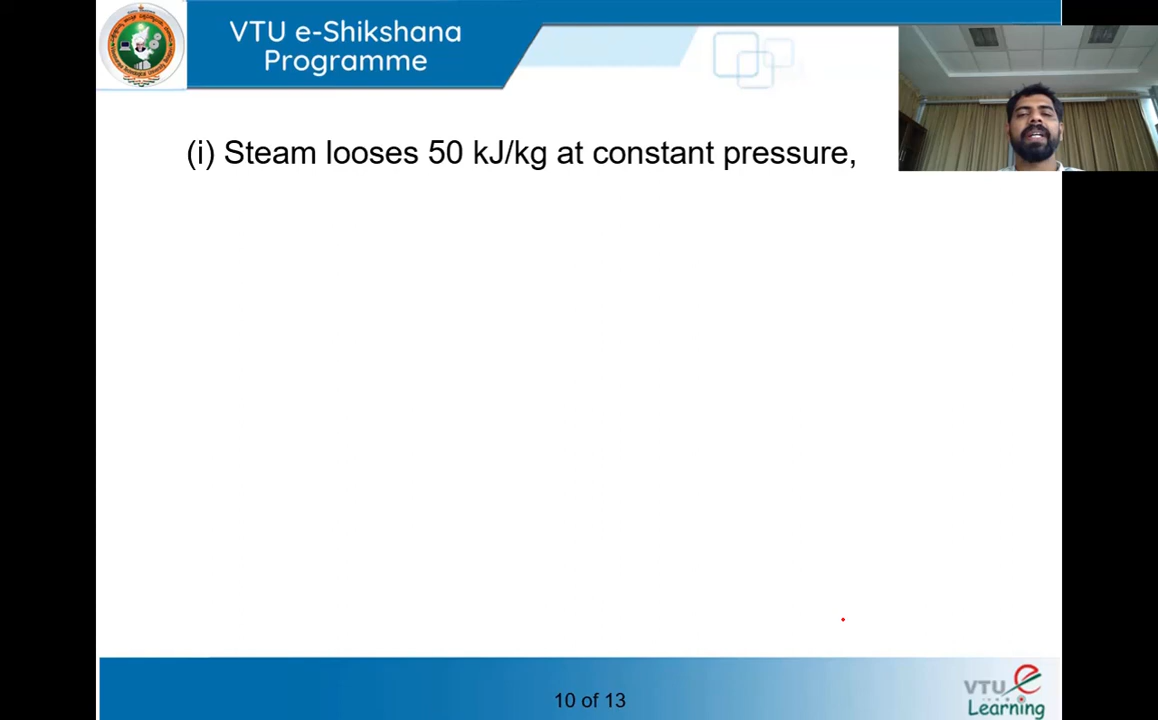 VTU e-Shikshana
Programme
(i) Steam looses 50 kJ/kg at constant pressure,
10 of 13
VTU e
Learning